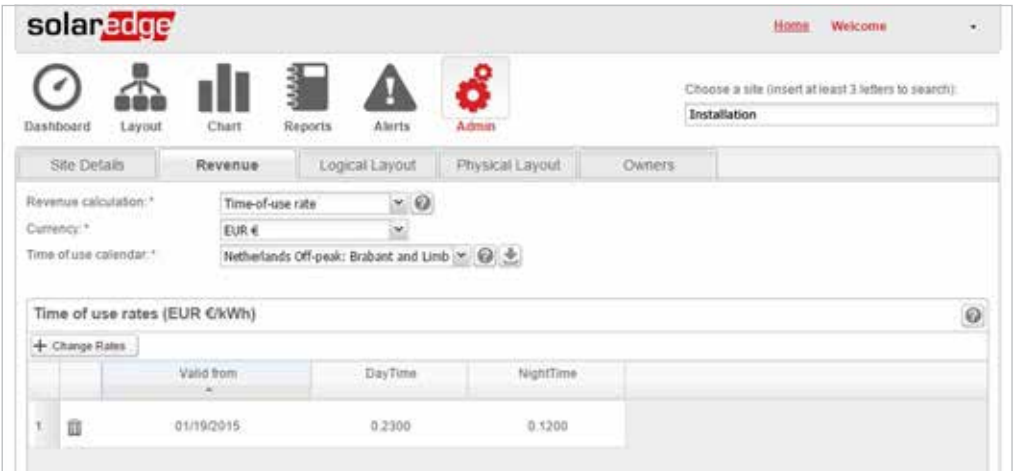 solaredge
Home Welcome
Dashboard Layout Chart Reports Alerts Admin
Choose a site (insert at least 3 letters to search):
Installation
Site Details Revenue Logical Layout Physical Layout Owners
Revenue calculation: * Time-of-use rate
Currency: * EUR €
Time of use calendar: * Netherlands Off-peak: Brabant and Limb
Time of use rates (EUR €/kWh)
+ Change Rates
Valid from DayTime NightTime
1 01/19/2015 0.2300 0.1200